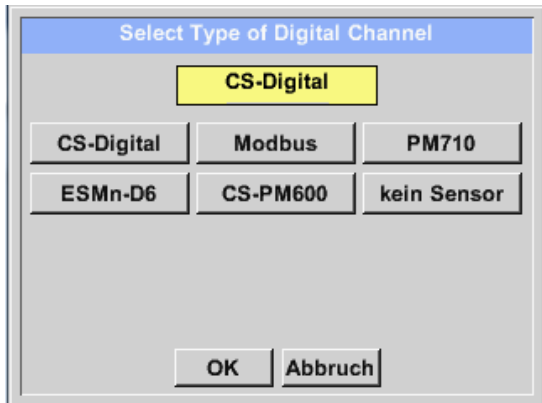 Select Type of Digital Channel
CS-Digital
CS-Digital Modbus PM710
ESMn-D6 CS-PM600 kein Sensor
OK Abbruch